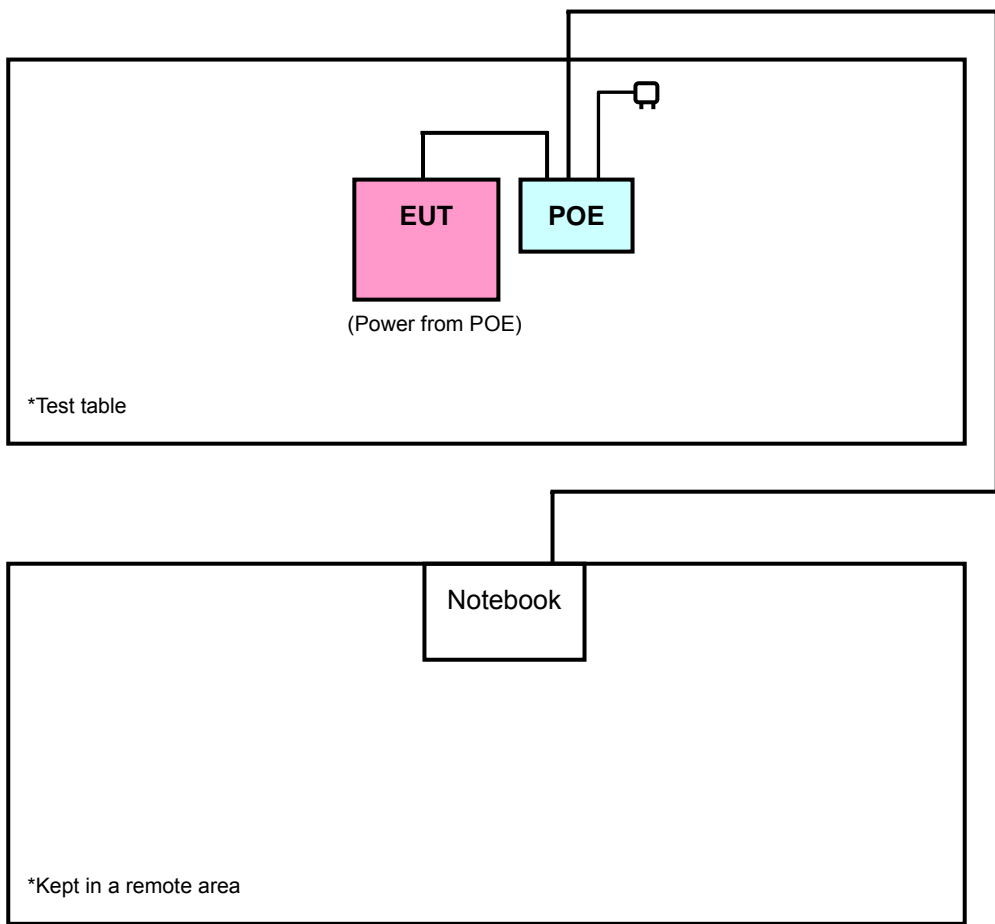 EUT
POE
(Power from POE)
*Test table
Notebook
*Kept in a remote area